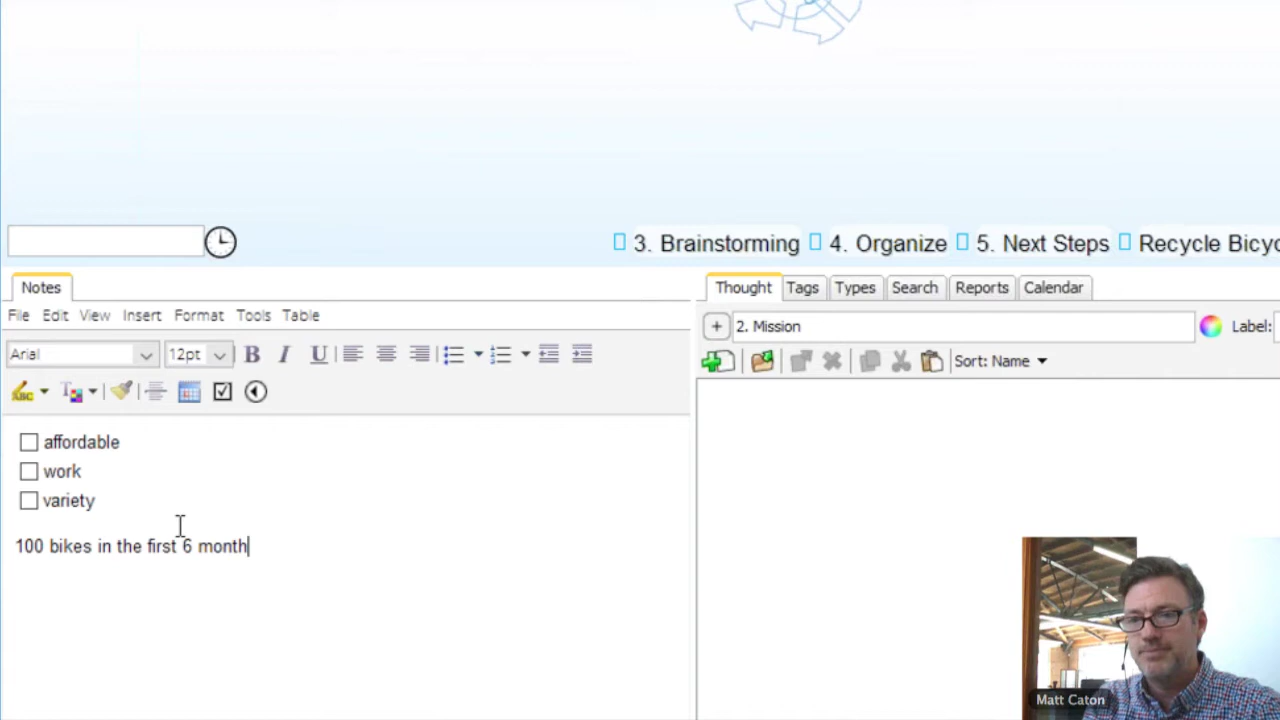 3. Brainstorming 4. Organize 5. Next Steps Recycle Bicyc
Notes
Thought Tags Types Search Reports Calendar
File Edit View Insert Format Tools Table
+ 2. Mission Label:
Arial 12pt B I U
Sort: Name
ABC T
affordable
work
variety
100 bikes in the first 6 month
Matt Caton